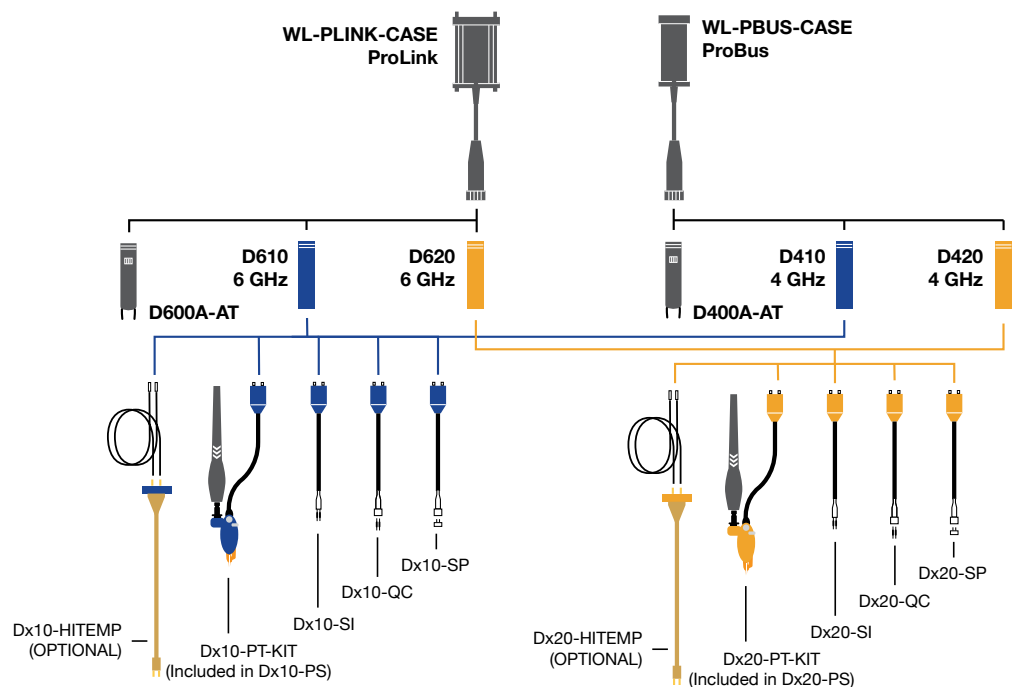 WL-PLINK-CASE
ProLink
WL-PBUS-CASE
ProBus
D610
6 GHz
D620
6 GHz
D410
4 GHz
D420
4 GHz
D600A-AT
D400A-AT
Dx10-SP
Dx10-QC
Dx10-SI
Dx10-HITEMP
(OPTIONAL)
Dx10-PT-KIT
(Included in Dx10-PS)
Dx20-SP
Dx20-QC
Dx20-SI
Dx20-HITEMP
(OPTIONAL)
Dx20-PT-KIT
(Included in Dx20-PS)